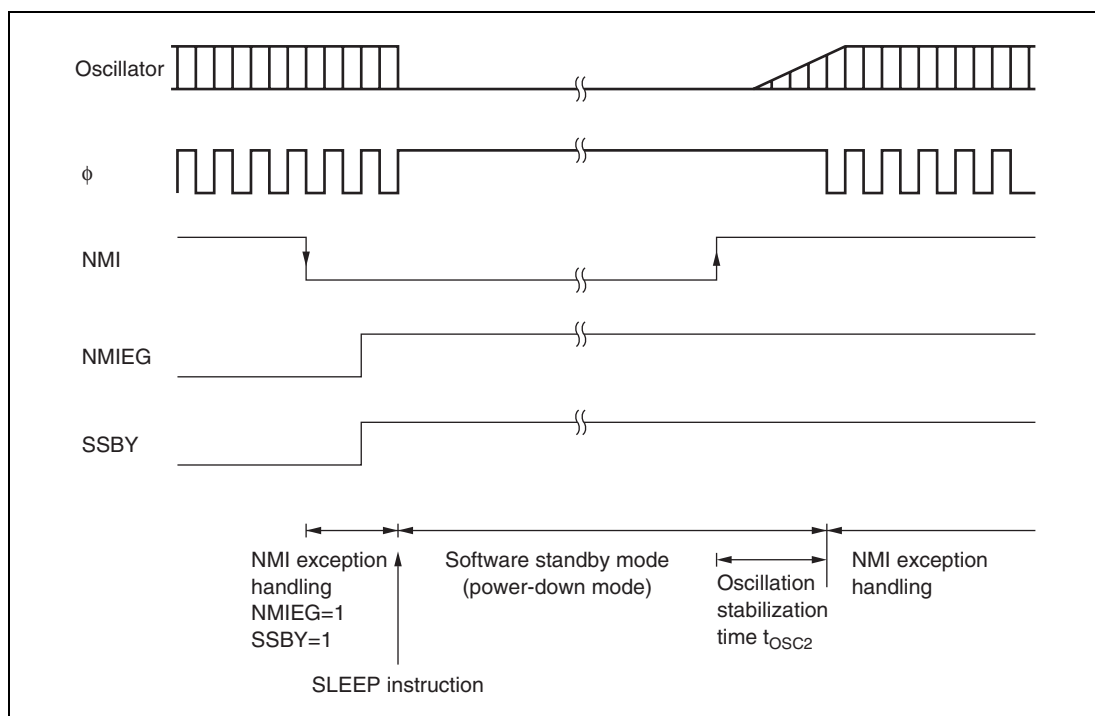 Oscillator
ϕ
NMI
NMIEG
SSBY
NMI exception
handling
NMIEG=1
SSBY=1
Software standby mode
(power-down mode)
Oscillation
stabilization
time tOSC2
NMI exception
handling
SLEEP instruction